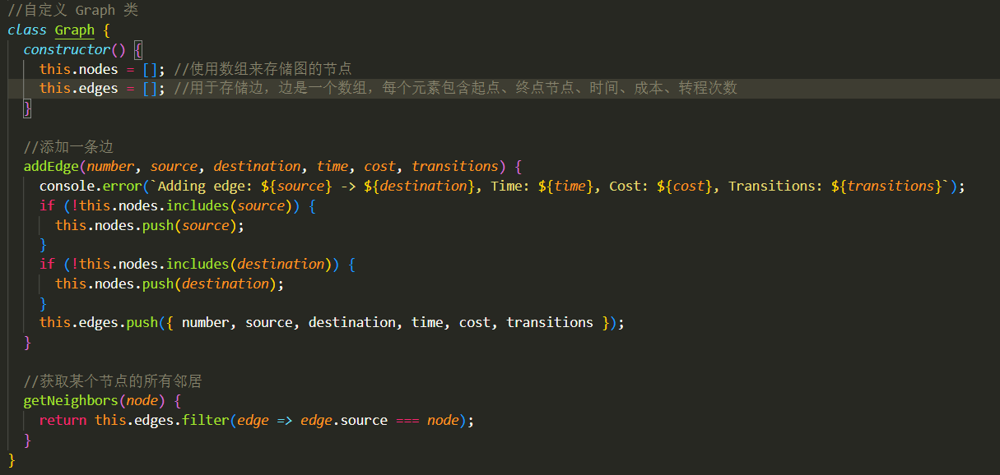 //自定义 Graph 类
class Graph {
constructor() {
this.nodes = []; //使用数组来存储图的节点
this.edges = []; //用于存储边，边是一个数组，每个元素包含起点、终点节点、时间、成本、转程次数
}
//添加一条边
addEdge(number, source, destination, time, cost, transitions) {
console.error(`Adding edge: ${source} -> ${destination}, Time: ${time}, Cost: ${cost}, Transitions: ${transitions}`);
if (!this.nodes.includes(source)) {
this.nodes.push(source);
}
if (!this.nodes.includes(destination)) {
this.nodes.push(destination);
}
this.edges.push({ number, source, destination, time, cost, transitions });
}
//获取某个节点的所有邻居
getNeighbors(node) {
return this.edges.filter(edge => edge.source === node);
}
}